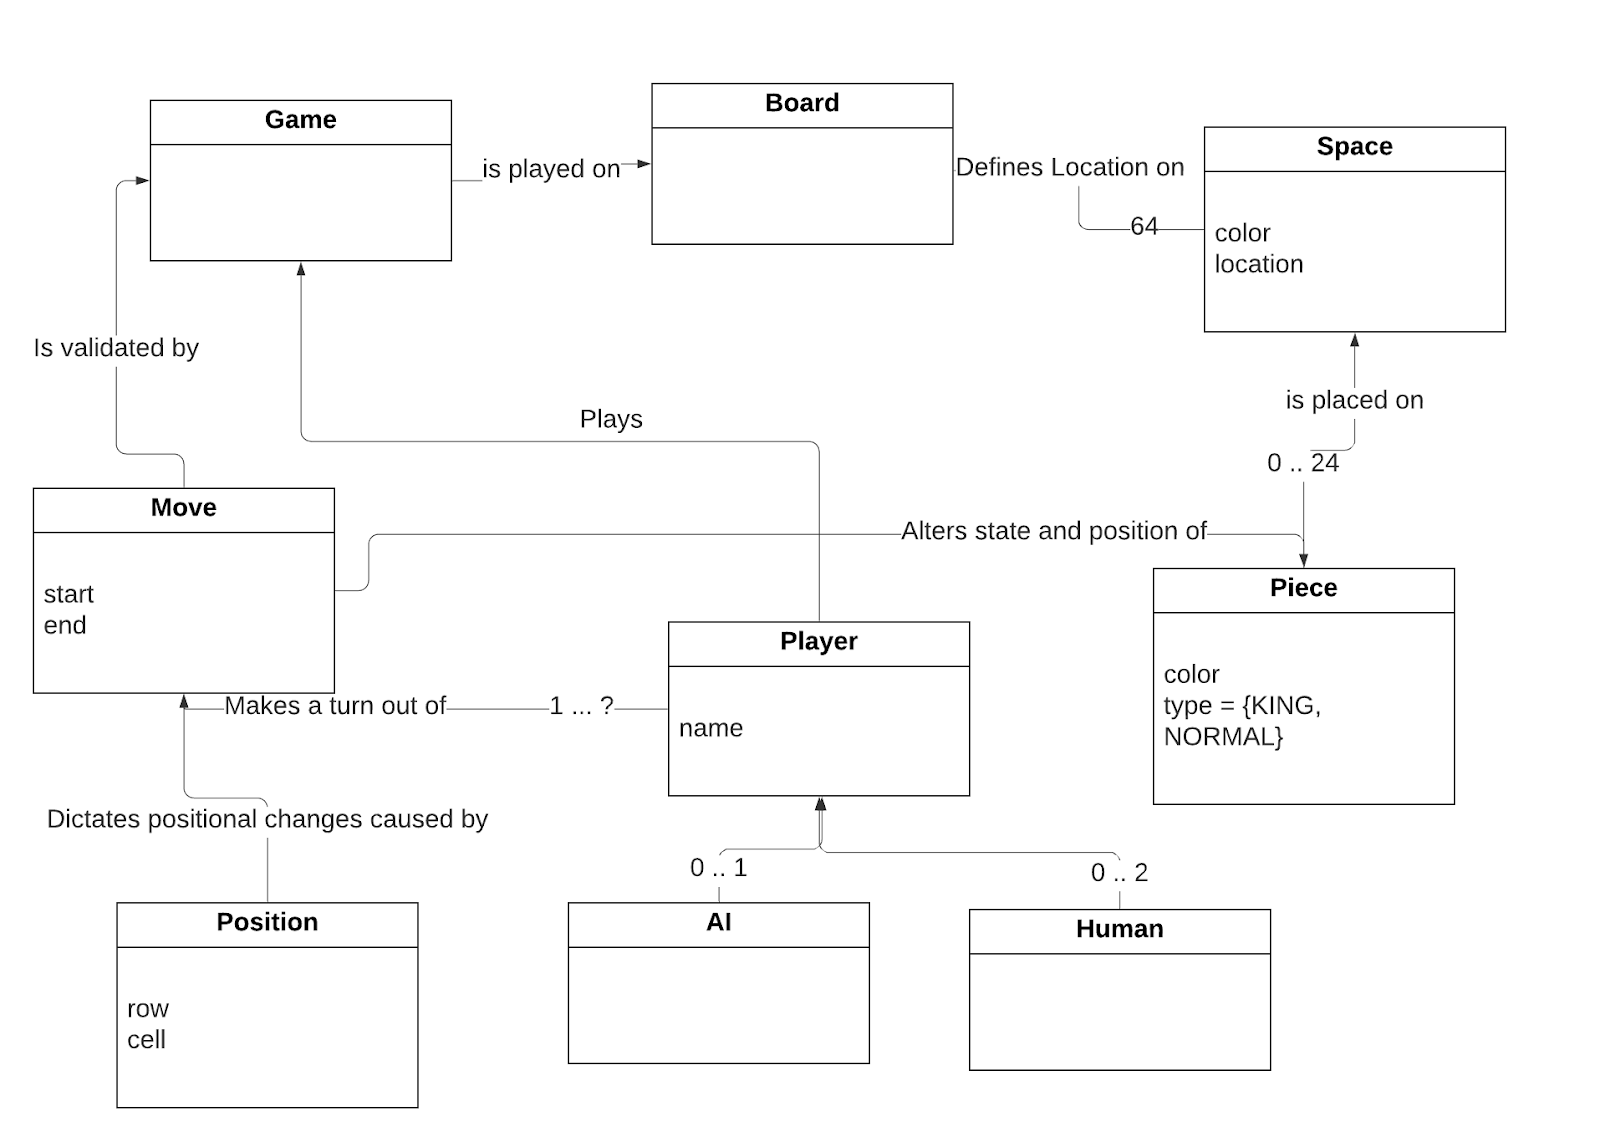 Game
Board
Space
is played on
Defines Location on
64
color
location
Is validated by
is placed on
Plays
0 .. 24
Move
start
end
Alters state and position of
Piece
color
type = {KING,
NORMAL}
Player
name
Makes a turn out of
1 ... ?
Dictates positional changes caused by
0 .. 1
0 .. 2
Position
row
cell
AI
Human